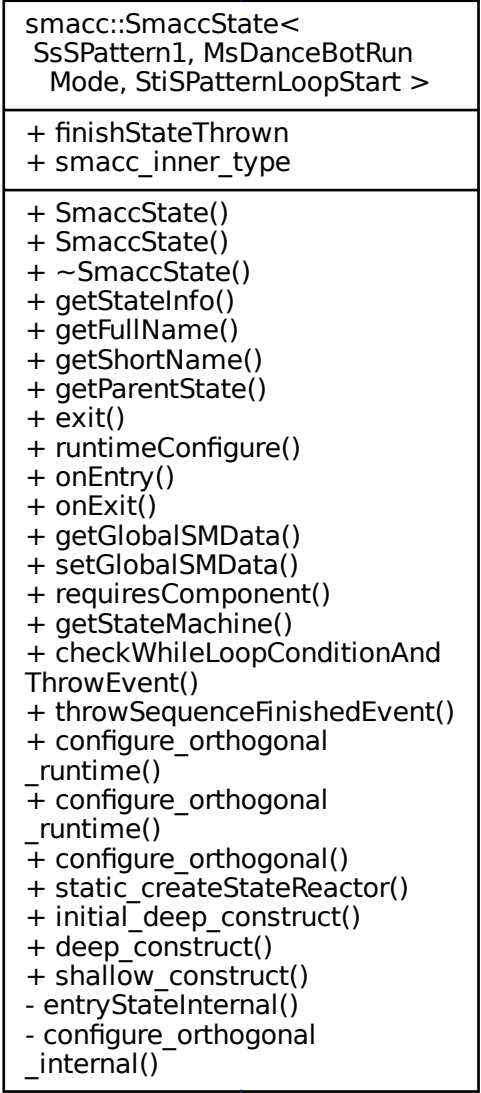 smacc::SmaccState<
SsSPattern1, MsDanceBotRun
Mode, StiSPatternLoopStart >
+ finishStateThrown
+ smacc_inner_type
+ SmaccState()
+ SmaccState()
+ ~SmaccState()
+ getStateInfo()
+ getFullName()
+ getShortName()
+ getParentState()
+ exit()
+ runtimeConfigure()
+ onEntry()
+ onExit()
+ getGlobalSMData()
+ setGlobalSMData()
+ requiresComponent()
+ getStateMachine()
+ checkWhileLoopConditionAnd
ThrowEvent()
+ throwSequenceFinishedEvent()
+ configure_orthogonal
_runtime()
+ configure_orthogonal
_runtime()
+ configure_orthogonal()
+ static_createStateReactor()
+ initial_deep_construct()
+ deep_construct()
+ shallow_construct()
- entryStateInternal()
- configure_orthogonal
_internal()